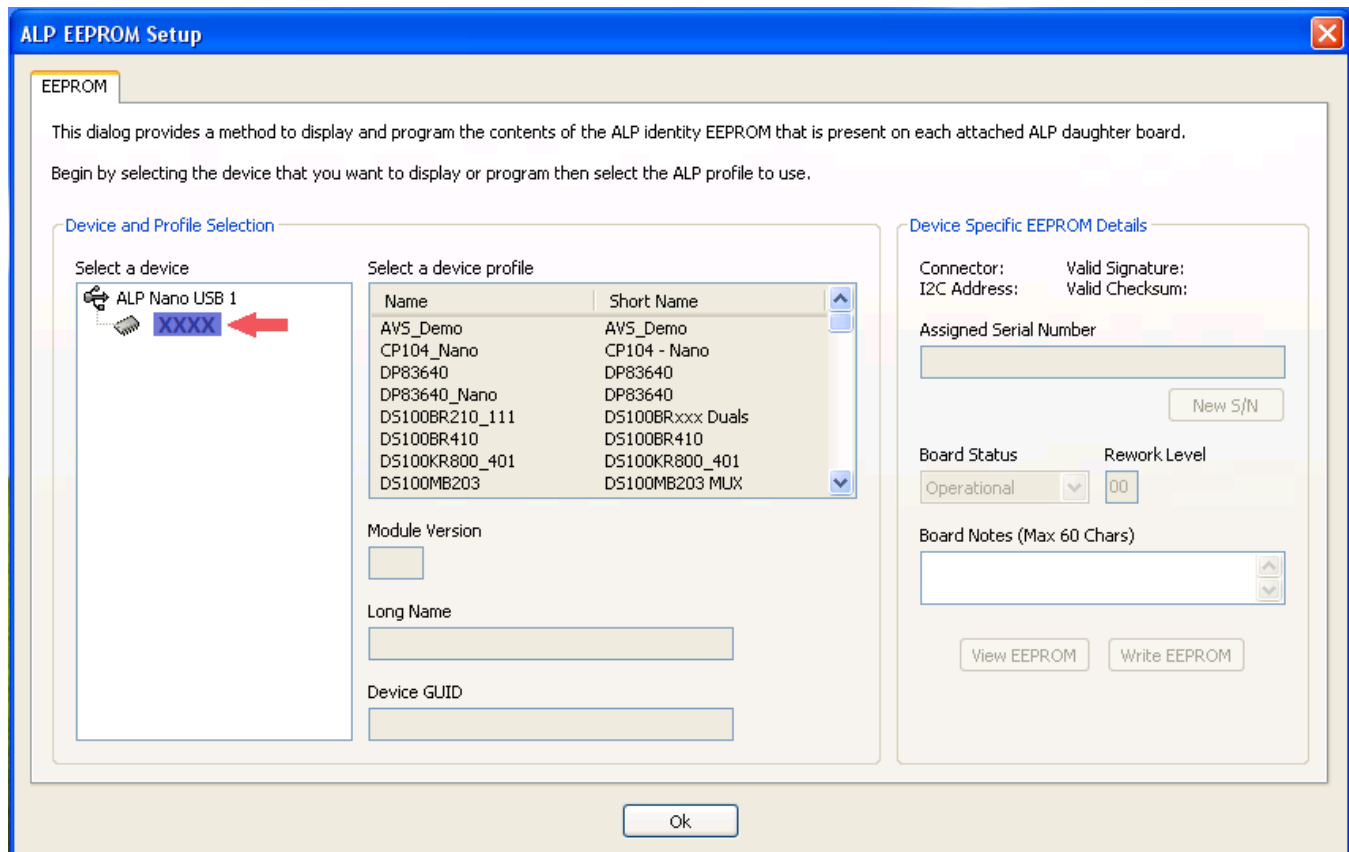 ALP EEPROM Setup
EEPROM
This dialog provides a method to display and program the contents of the ALP identity EEPROM that is present on each attached ALP daughter board.
Begin by selecting the device that you want to display or program then select the ALP profile to use.
Device and Profile Selection
Select a device
ALP Nano USB 1
XXXX
Select a device profile
Name Short Name
AVS_Demo AVS_Demo
CP104_Nano CP104 - Nano
DP83640 DP83640
DP83640_Nano DP83640
DS100BR210_111 DS100BRxxx Duals
DS100BR410 DS100BR410
DS100KR800_401 DS100KR800_401
DS100MB203 DS100MB203 MUX
Module Version
Long Name
Device GUID
Device Specific EEPROM Details
Connector: Valid Signature:
I2C Address: Valid Checksum:
Assigned Serial Number
New S/N
Board Status Rework Level
Operational 00
Board Notes (Max 60 Chars)
View EEPROM Write EEPROM
Ok